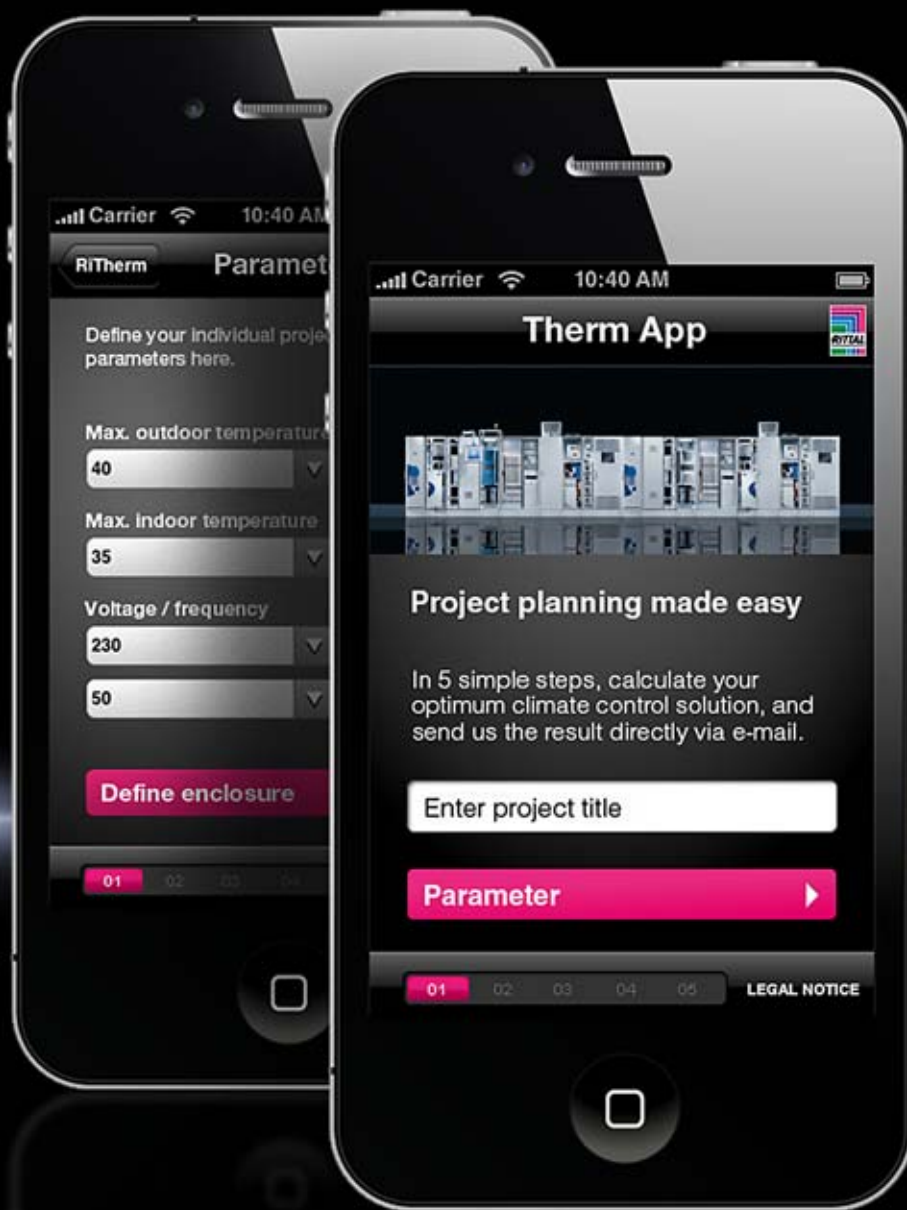 Carrier 10:40 AM
RiTherm Paramet
Define your individual projec
parameters here.
Max. outdoor temperature
40
Max. indoor temperature
35
Voltage / frequency
230
50
Define enclosure
01 02 03 04
Carrier 10:40 AM
Therm App
RITTAL
Project planning made easy
In 5 simple steps, calculate your
optimum climate control solution, and
send us the result directly via e-mail.
Enter project title
Parameter
01 02 03 04 05 LEGAL NOTICE